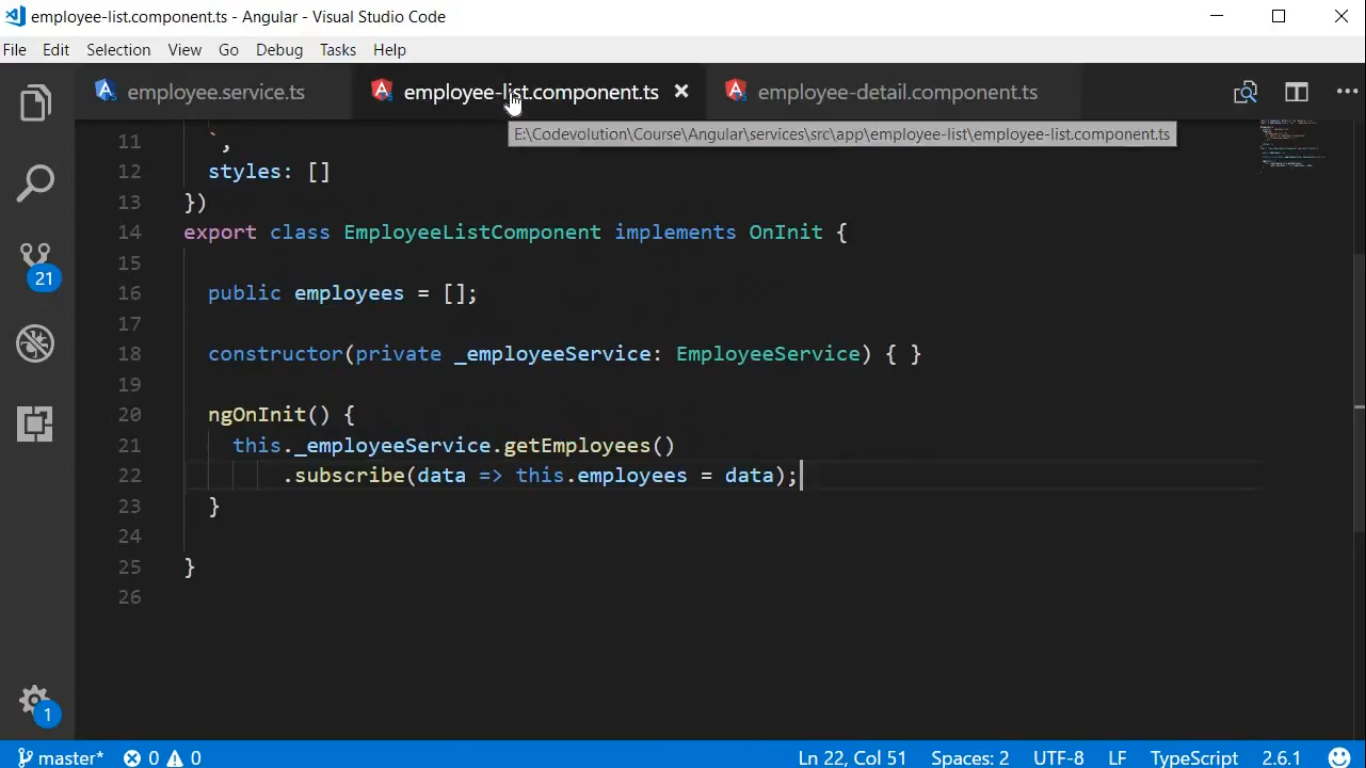 employee-list.component.ts - Angular - Visual Studio Code
File Edit Selection View Go Debug Tasks Help
employee.service.ts employee-list.component.ts employee-detail.component.ts
E:\Codevolution\Course\Angular\services\src\app\employee-list\employee-list.component.ts
11 `,
12 styles: []
13 })
14 export class EmployeeListComponent implements OnInit {
15
16 public employees = [];
17
18 constructor(private _employeeService: EmployeeService) { }
19
20 ngOnInit() {
21 this._employeeService.getEmployees()
22 .subscribe(data => this.employees = data);
23 }
24
25 }
26
21
1
master* 0 0 Ln 22, Col 51 Spaces: 2 UTF-8 LF TypeScript 2.6.1